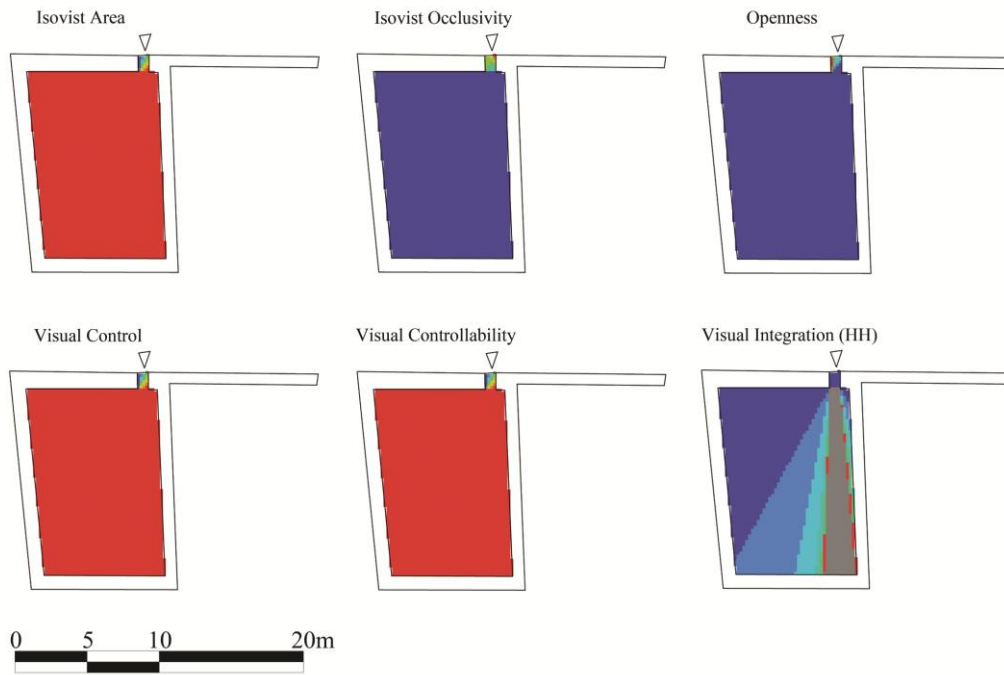 Isovist Area
Isovist Occlusivity
Openness
Visual Control
Visual Controllability
Visual Integration (HH)
0 5 10 20m